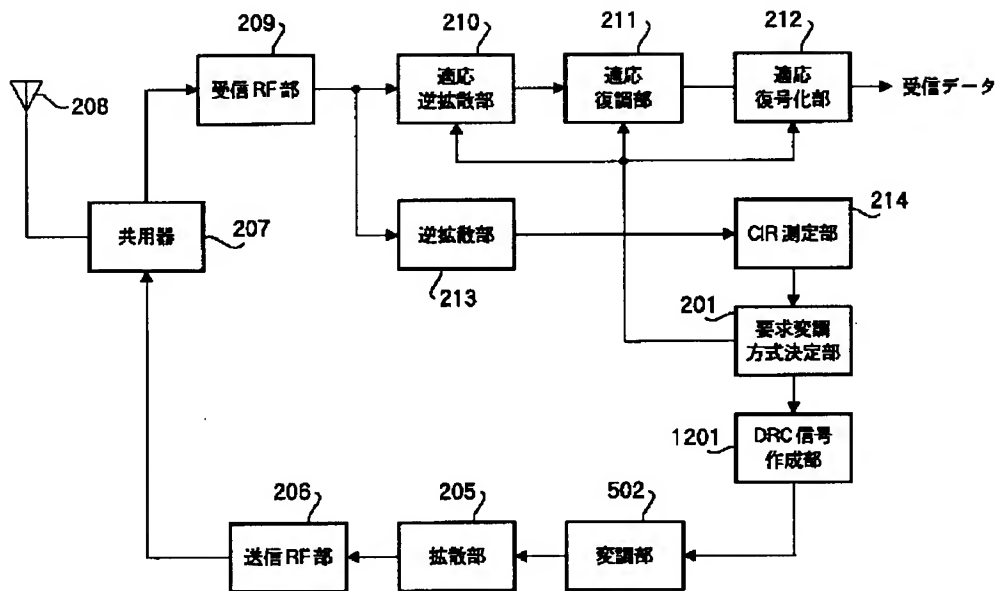 209
210
211
212
208
受信RF部
適応
逆拡散部
適応
復調部
適応
復号化部
受信データ
共用器
207
逆拡散部
213
CIR測定部
214
201
要求変調
方式決定部
1201
DRC信号
作成部
206
送信RF部
205
拡散部
502
変調部